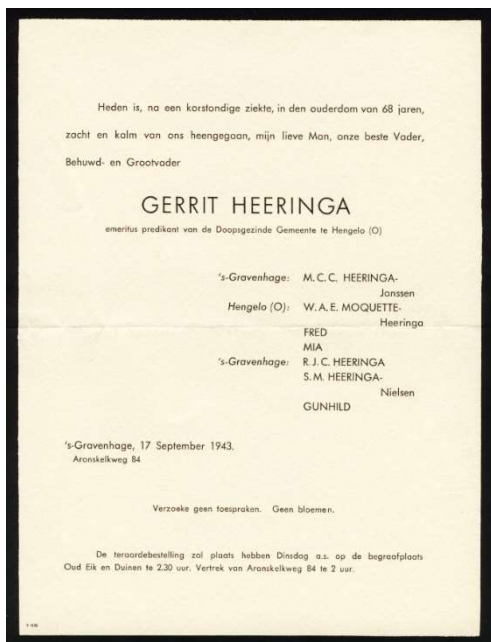 Heden is, na een korstondige ziekte, in den ouderdom van 68 jaren,
zacht en kalm van ons heengegaan, mijn lieve Man, onze beste Vader,
Behuwd- en Grootvader
GERRIT HEERINGA
emeritus predikant van de Doopsgezinde Gemeente te Hengelo (O)
's-Gravenhage: M.C.C. HEERINGA-
Janssen
Hengelo (O): W.A.E. MOQUETTE-
Heeringa
FRED
MIA
's-Gravenhage: R.J.C. HEERINGA
S.M. HEERINGA-
Nielsen
GUNHILD
's-Gravenhage, 17 September 1943.
Aronskelkweg 84
Verzoeke geen toespraken. Geen bloemen.
De teraardebestelling zal plaats hebben Dinsdag a.s. op de begraafplaats
Oud Eik en Duinen te 2.30 uur. Vertrek van Aronskelkweg 84 te 2 uur.